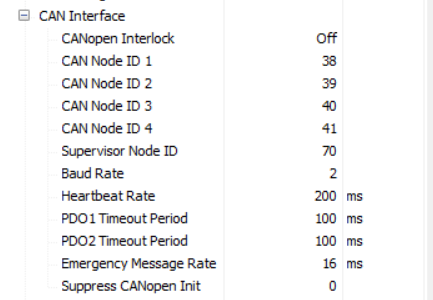 CAN Interface
CANopen Interlock Off
CAN Node ID 1 38
CAN Node ID 2 39
CAN Node ID 3 40
CAN Node ID 4 41
Supervisor Node ID 70
Baud Rate 2
Heartbeat Rate 200 ms
PDO1 Timeout Period 100 ms
PDO2 Timeout Period 100 ms
Emergency Message Rate 16 ms
Suppress CANopen Init 0